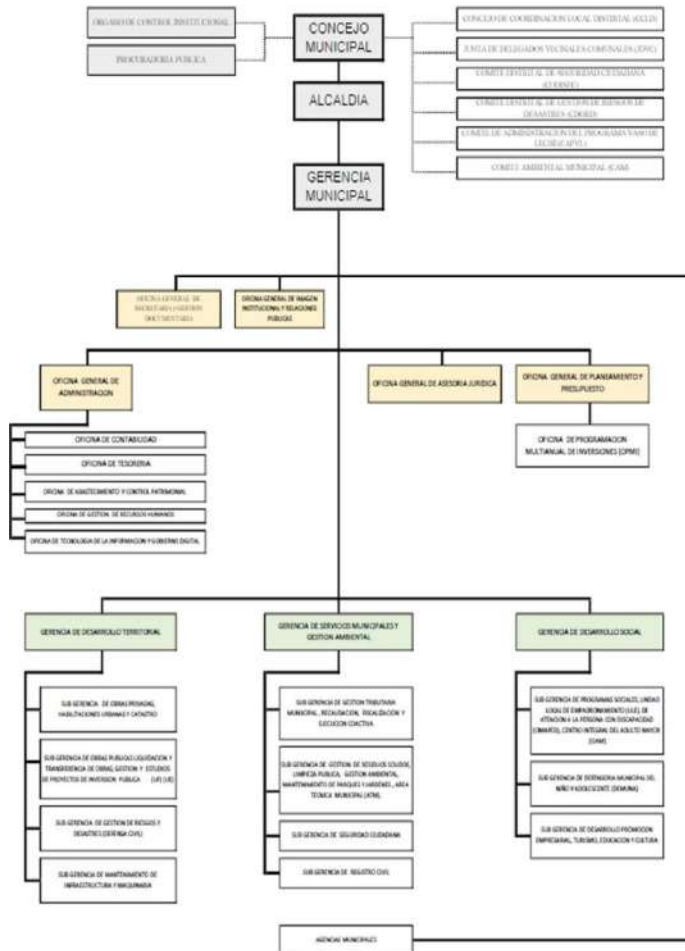 ORGANO DE CONTROL INSTITUCIONAL
PROCURADORIA PUBLICA
CONCEJO
MUNICIPAL
ALCALDIA
GERENCIA
MUNICIPAL
CONCEJO DE COORDINACION LOCAL DISTRITAL (CCLD)
JUNTA DE DELEGADOS VECINALES COMUNALES (JDVC)
COMITE DISTRITAL DE SEGURIDAD CIUDADANA
(CODISEC)
COMITE DISTRITAL DE GESTION DE RIESGOS DE
DESASTRES (CDGRD)
COMITE DE ADMINISTRACION DEL PROGRAMA VASO DE
LECHE (CAPVL)
COMITE AMBIENTAL MUNICIPAL (CAM)
OFICINA GENERAL DE
SECRETARIA Y GESTION
DOCUMENTARIA
OFICINA GENERAL DE IMAGEN
INSTITUCIONAL Y RELACIONES
PUBLICAS
OFICINA GENERAL DE
ADMINISTRACION
OFICINA GENERAL DE ASESORIA JURIDICA
OFICINA GENERAL DE PLANEAMIENTO Y
PRESUPUESTO
OFICINA DE CONTABILIDAD
OFICINA DE TESORERIA
OFICINA DE ABASTECIMIENTO Y CONTROL PATRIMONIAL
OFICINA DE GESTION DE RECURSOS HUMANOS
OFICINA DE TECNOLOGIA DE LA INFORMACION Y GOBIERNO DIGITAL
OFICINA DE PROGRAMACION
MULTIANUAL DE INVERSIONES (OPMI)
GERENCIA DE DESARROLLO TERRITORIAL
GERENCIA DE SERVICIOS MUNICIPALES Y
GESTION AMBIENTAL
GERENCIA DE DESARROLLO SOCIAL
SUB GERENCIA DE OBRAS PRIVADAS,
HABILITACIONES URBANAS Y CATASTRO
SUB GERENCIA DE OBRAS PUBLICAS LIQUIDACION Y
TRANSFERENCIA DE OBRAS, GESTION Y ESTUDIOS
DE PROYECTOS DE INVERSION PUBLICA (UF) (UE)
SUB GERENCIA DE GESTION DE RIESGOS Y
DESASTRES (DEFENSA CIVIL)
SUB GERENCIA DE MANTENIMIENTO DE
INFRAESTRUCTURA Y MAQUINARIA
SUB GERENCIA DE GESTION TRIBUTARIA
MUNICIPAL, RECAUDACION, FISCALIZACION Y
EJECUCION COACTIVA
SUB GERENCIA DE GESTION DE RESIDUOS SOLIDOS,
LIMPIEZA PUBLICA, GESTION AMBIENTAL,
MANTENIMIENTO DE PARQUES Y JARDINES, AREA
TECNICA MUNICIPAL (ATM).
SUB GERENCIA DE SEGURIDAD CIUDADANA
SUB GERENCIA DE REGISTRO CIVIL
SUB GERENCIA DE PROGRAMAS SOCIALES, UNIDAD
LOCAL DE EMPADRONAMIENTO (ULE), DE
ATENCION A LA PERSONA CON DISCAPACIDAD
(OMAPED), CENTRO INTEGRAL DEL ADULTO MAYOR
(CIAM)
SUB GERENCIA DE DEFENSORIA MUNICIPAL DEL
NIÑO Y ADOLESCENTE (DEMUNA)
SUB GERENCIA DE DESARROLLO PROMOCION
EMPRESARIAL, TURISMO, EDUCACION Y CULTURA
AGENCIAS MUNICIPALES